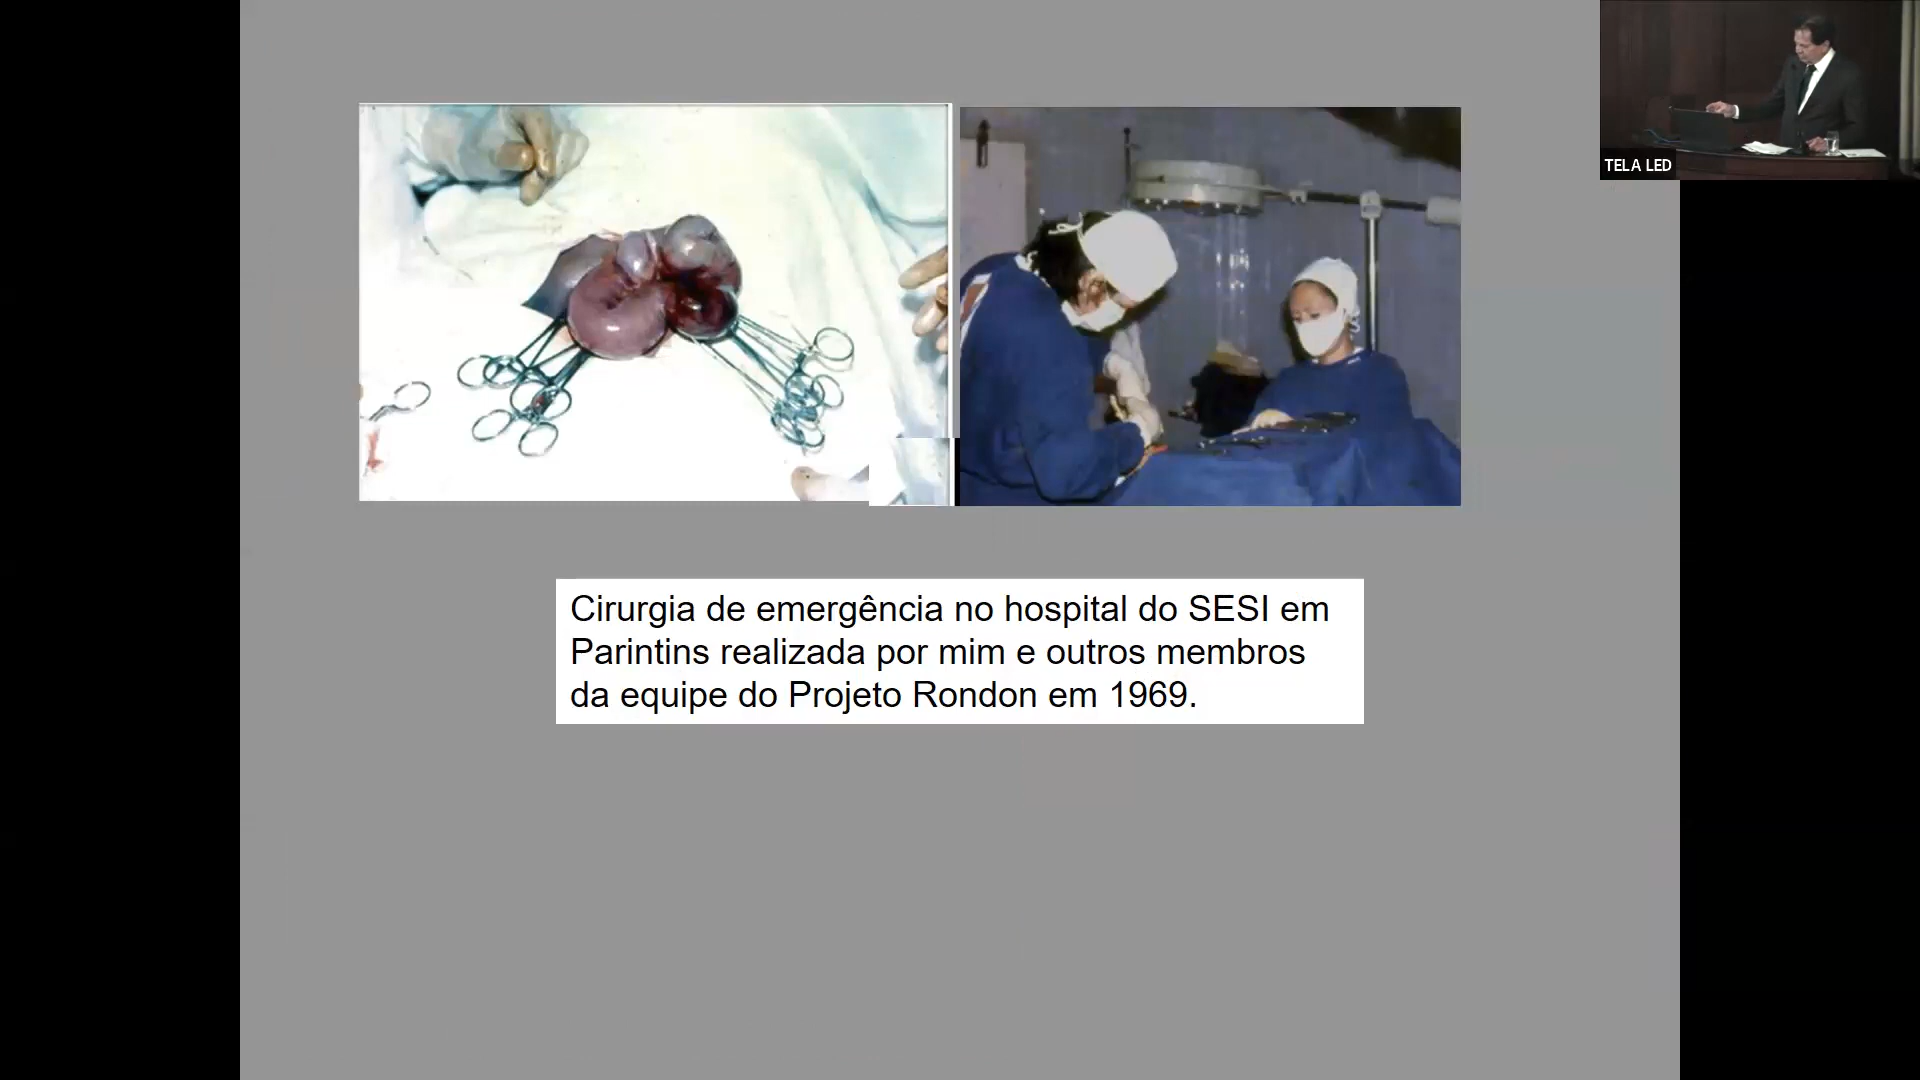 TELA LED
Cirurgia de emergência no hospital do SESI em
Parintins realizada por mim e outros membros
da equipe do Projeto Rondon em 1969.